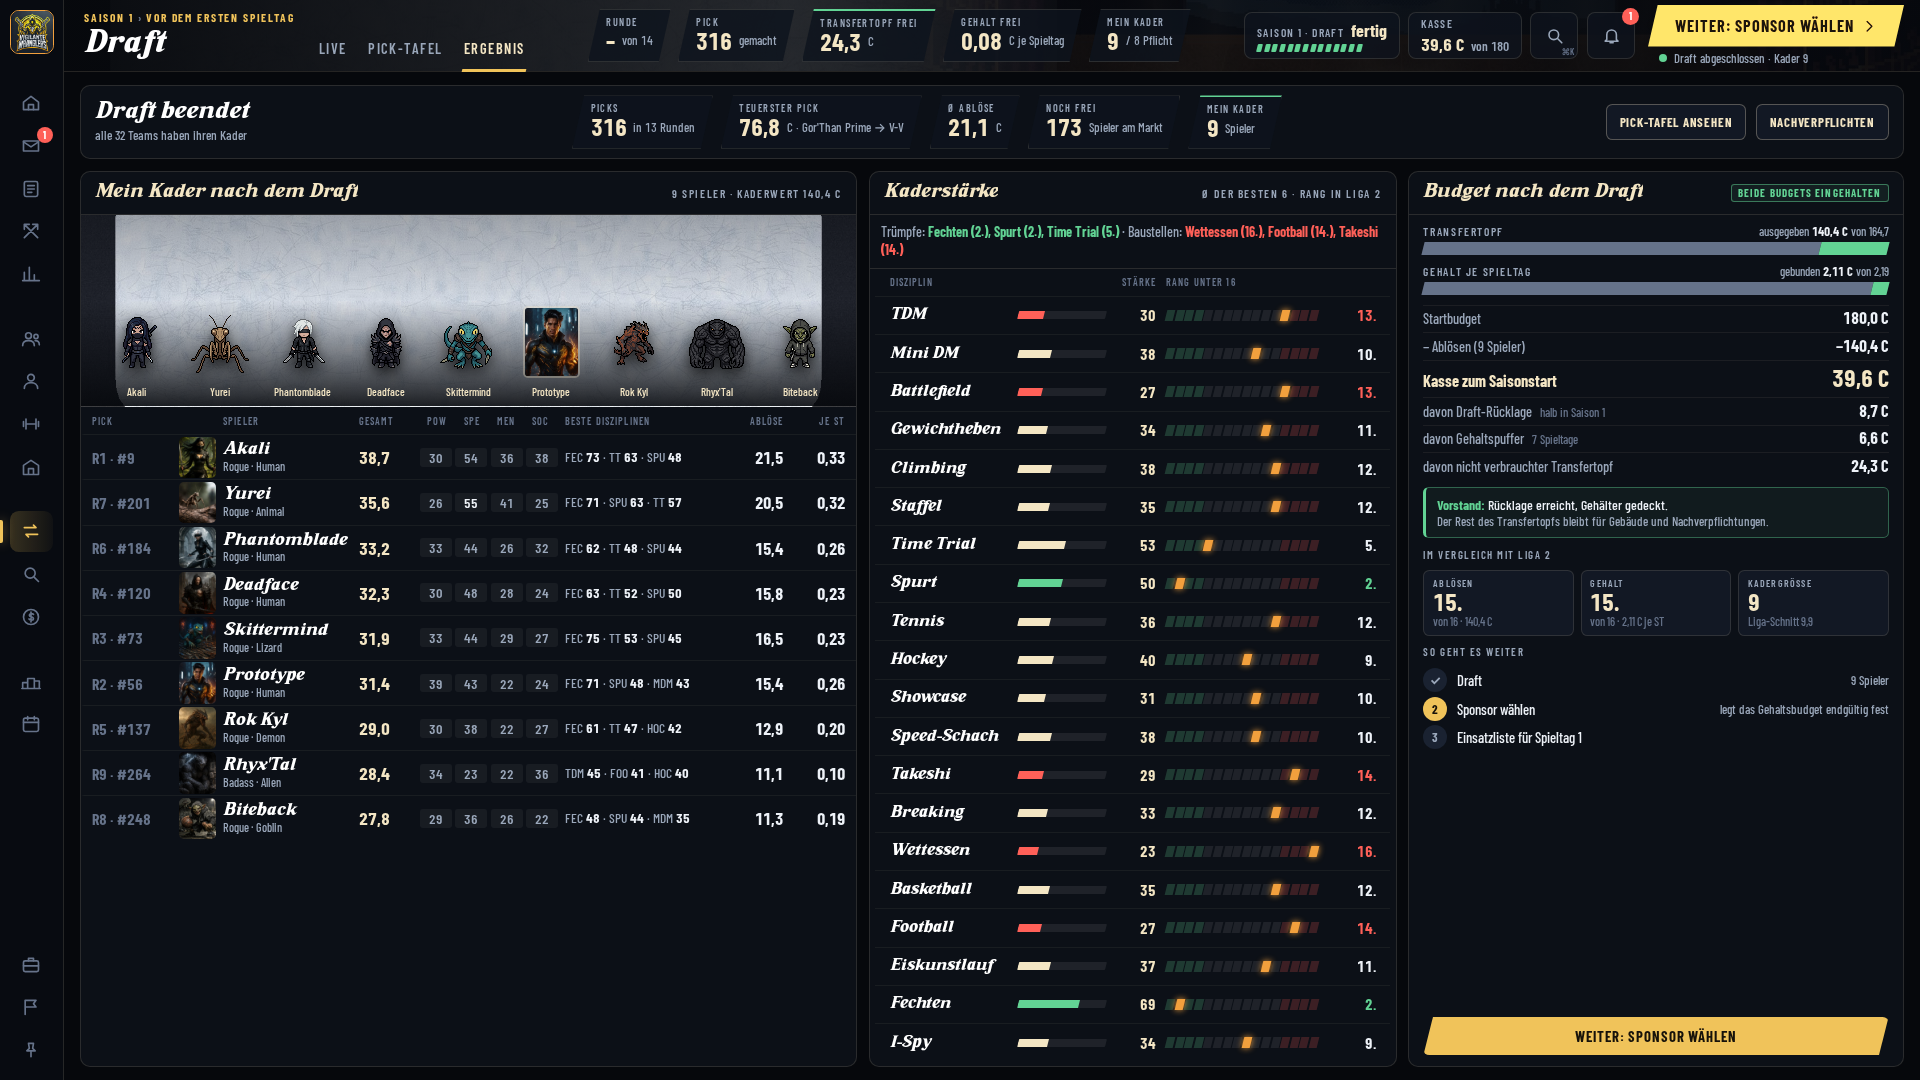 SAISON 1 › VOR DEM ERSTEN SPIELTAG
Draft
LIVE PICK-TAFEL ERGEBNIS
RUNDE
– von 14
PICK
316 gemacht
TRANSFERTOPF FREI
24,3 C
GEHALT FREI
0,08 C je Spieltag
MEIN KADER
9 / 8 Pflicht
SAISON 1 · DRAFT fertig
KASSE
39,6 C von 180
⌘K
1
WEITER: SPONSOR WÄHLEN
Draft abgeschlossen · Kader 9
1
Draft beendet
alle 32 Teams haben Ihren Kader
PICKS
316 in 13 Runden
TEUERSTER PICK
76,8 C · Gor'Than Prime → V-V
Ø ABLÖSE
21,1 C
NOCH FREI
173 Spieler am Markt
MEIN KADER
9 Spieler
PICK-TAFEL ANSEHEN
NACHVERPFLICHTEN
Mein Kader nach dem Draft
9 SPIELER · KADERWERT 140,4 C
Akali Yurei Phantomblade Deadface Skittermind Prototype Rok Kyl Rhyx'Tal Biteback
PICK SPIELER GESAMT POW SPE MEN SOC BESTE DISZIPLINEN ABLÖSE JE ST
R1 · #9 Akali 38,7 30 54 36 38 FEC 73 · TT 63 · SPU 48 21,5 0,33
Rogue · Human
R7 · #201 Yurei 35,6 26 55 41 25 FEC 71 · SPU 63 · TT 57 20,5 0,32
Rogue · Animal
R6 · #184 Phantomblade 33,2 33 44 26 32 FEC 62 · TT 48 · SPU 44 15,4 0,26
Rogue · Human
R4 · #120 Deadface 32,3 30 48 28 24 FEC 63 · TT 52 · SPU 50 15,8 0,23
Rogue · Human
R3 · #73 Skittermind 31,9 33 44 29 27 FEC 75 · TT 53 · SPU 45 16,5 0,23
Rogue · Lizard
R2 · #56 Prototype 31,4 39 43 22 24 FEC 71 · SPU 48 · MDM 43 15,4 0,26
Rogue · Human
R5 · #137 Rok Kyl 29,0 30 38 22 27 FEC 61 · TT 47 · HOC 42 12,9 0,20
Rogue · Demon
R9 · #264 Rhyx'Tal 28,4 34 23 22 36 TDM 45 · FOO 41 · HOC 40 11,1 0,10
Badass · Alien
R8 · #248 Biteback 27,8 29 36 26 22 FEC 48 · SPU 44 · MDM 35 11,3 0,19
Rogue · Goblin
Kaderstärke
Ø DER BESTEN 6 · RANG IN LIGA 2
Trümpfe: Fechten (2.), Spurt (2.), Time Trial (5.) · Baustellen: Wettessen (16.), Football (14.), Takeshi
(14.)
DISZIPLIN STÄRKE RANG UNTER 16
TDM 30 13.
Mini DM 38 10.
Battlefield 27 13.
Gewichtheben 34 11.
Climbing 38 12.
Staffel 35 12.
Time Trial 53 5.
Spurt 50 2.
Tennis 36 12.
Hockey 40 9.
Showcase 31 10.
Speed-Schach 38 10.
Takeshi 29 14.
Breaking 33 12.
Wettessen 23 16.
Basketball 35 12.
Football 27 14.
Eiskunstlauf 37 11.
Fechten 69 2.
I-Spy 34 9.
Budget nach dem Draft
BEIDE BUDGETS EINGEHALTEN
TRANSFERTOPF ausgegeben 140,4 C von 164,7
GEHALT JE SPIELTAG gebunden 2,11 C von 2,19
Startbudget 180,0 C
– Ablösen (9 Spieler) –140,4 C
Kasse zum Saisonstart 39,6 C
davon Draft-Rücklage halb in Saison 1 8,7 C
davon Gehaltspuffer 7 Spieltage 6,6 C
davon nicht verbrauchter Transfertopf 24,3 C
Vorstand: Rücklage erreicht, Gehälter gedeckt.
Der Rest des Transfertopfs bleibt für Gebäude und Nachverpflichtungen.
IM VERGLEICH MIT LIGA 2
ABLÖSEN
15.
von 16 · 140,4 C
GEHALT
15.
von 16 · 2,11 C je ST
KADERGRÖSSE
9
Liga-Schnitt 9,9
SO GEHT ES WEITER
Draft 9 Spieler
2 Sponsor wählen legt das Gehaltsbudget endgültig fest
3 Einsatzliste für Spieltag 1
WEITER: SPONSOR WÄHLEN